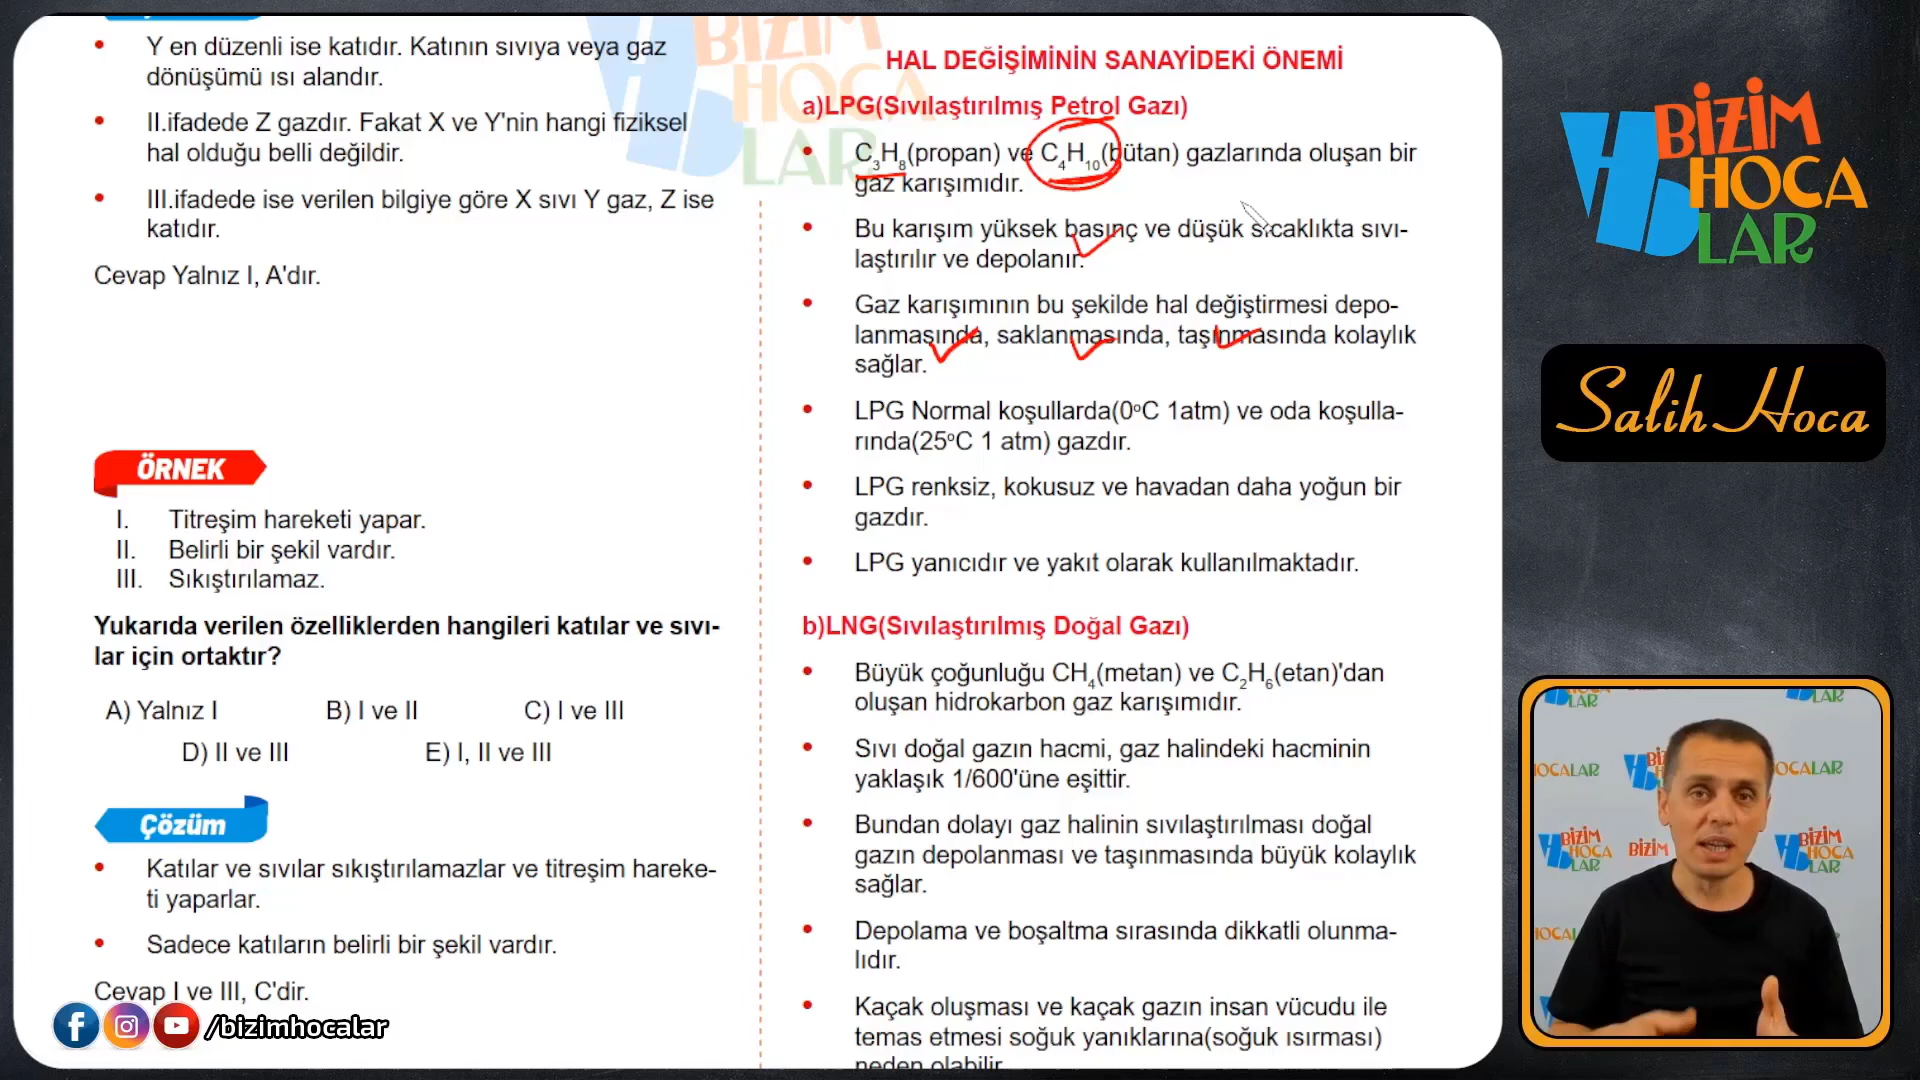 Y en düzenli ise katıdır. Katının sıvıya veya gaz
dönüşümü ısı alandır.
II.ifadede Z gazdır. Fakat X ve Y'nin hangi fiziksel
hal olduğu belli değildir.
III.ifadede ise verilen bilgiye göre X sıvı Y gaz, Z ise
katıdır.
Cevap Yalnız I, A'dır.
ÖRNEK
I. Titreşim hareketi yapar.
II. Belirli bir şekil vardır.
III. Sıkıştırılamaz.
Yukarıda verilen özelliklerden hangileri katılar ve sıvı-
lar için ortaktır?
A) Yalnız I B) I ve II C) I ve III
D) II ve III E) I, II ve III
Çözüm
Katılar ve sıvılar sıkıştırılamazlar ve titreşim hareke-
ti yaparlar.
Sadece katıların belirli bir şekil vardır.
Cevap I ve III, C'dir.
/bizimhocalar
HAL DEĞİŞİMİNİN SANAYİDEKİ ÖNEMİ
a)LPG(Sıvılaştırılmış Petrol Gazı)
C3H8(propan) ve C4H10(bütan) gazlarında oluşan bir
gaz karışımıdır.
Bu karışım yüksek basınç ve düşük sıcaklıkta sıvı-
laştırılır ve depolanır.
Gaz karışımının bu şekilde hal değiştirmesi depo-
lanmasında, saklanmasında, taşınmasında kolaylık
sağlar.
LPG Normal koşullarda(0°C 1atm) ve oda koşulla-
rında(25°C 1 atm) gazdır.
LPG renksiz, kokusuz ve havadan daha yoğun bir
gazdır.
LPG yanıcıdır ve yakıt olarak kullanılmaktadır.
b)LNG(Sıvılaştırılmış Doğal Gazı)
Büyük çoğunluğu CH4(metan) ve C2H6(etan)'dan
oluşan hidrokarbon gaz karışımıdır.
Sıvı doğal gazın hacmi, gaz halindeki hacminin
yaklaşık 1/600'üne eşittir.
Bundan dolayı gaz halinin sıvılaştırılması doğal
gazın depolanması ve taşınmasında büyük kolaylık
sağlar.
Depolama ve boşaltma sırasında dikkatli olunma-
lıdır.
Kaçak oluşması ve kaçak gazın insan vücudu ile
temas etmesi soğuk yanıklarına(soğuk ısırması)
neden olabilir.
BİZİM
HOCA
LAR
Salih Hoca